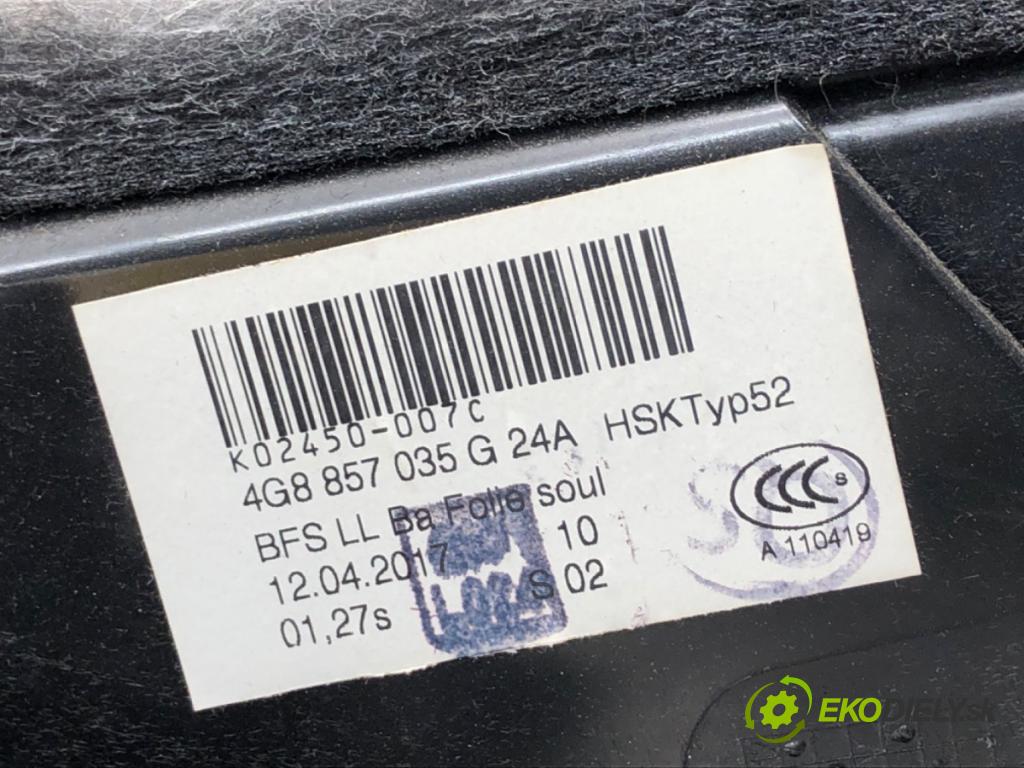 K02450-007C
4G8 857 035 G 24A HSKTyp52
BFS LL Ba Folie soul
12.04.2017 10
01,27s S 02
CCC S
A 110419
EKODIELY.sk